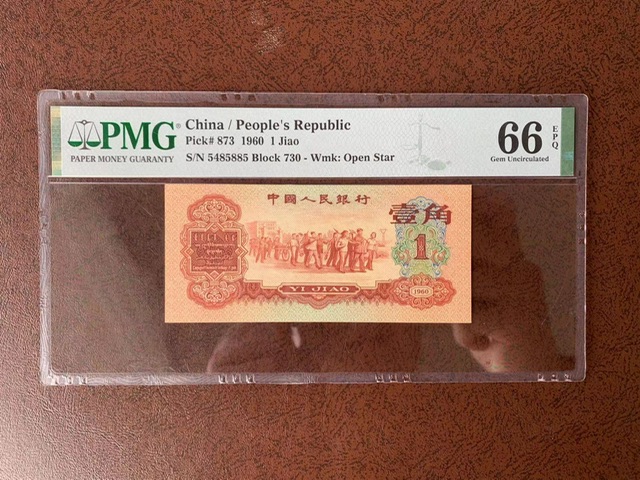 PMG®
PAPER MONEY GUARANTY
China / People's Republic
Pick# 873 1960 1 Jiao
S/N 5485885 Block 730 - Wmk: Open Star
66 EPQ
Gem Uncirculated
中國人民銀行
壹角
1
YI JIAO
1960